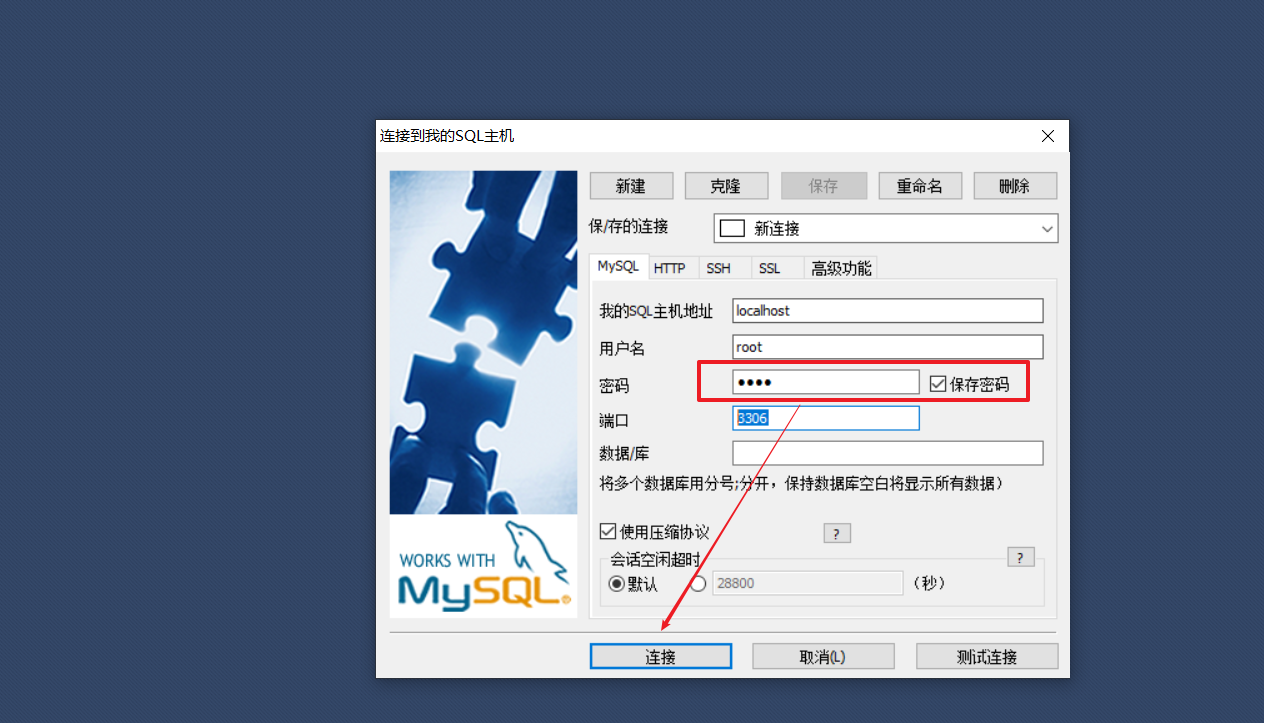 连接到我的SQL主机
新建 克隆 保存 重命名 删除
保/存的连接 新连接
MySQL HTTP SSH SSL 高级功能
我的SQL主机地址 localhost
用户名 root
密码 •••• 保存密码
端口 3306
数据/库
将多个数据库用分号;分开，保持数据库空白将显示所有数据）
使用压缩协议 ?
会话空闲超时 ?
默认 28800 （秒）
WORKS WITH
MySQL®
连接 取消(L) 测试连接